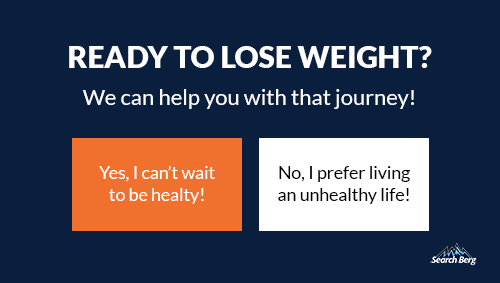 READY TO LOSE WEIGHT?
We can help you with that journey!
Yes, I can't wait
to be healty!
No, I prefer living
an unhealthy life!
Search Berg